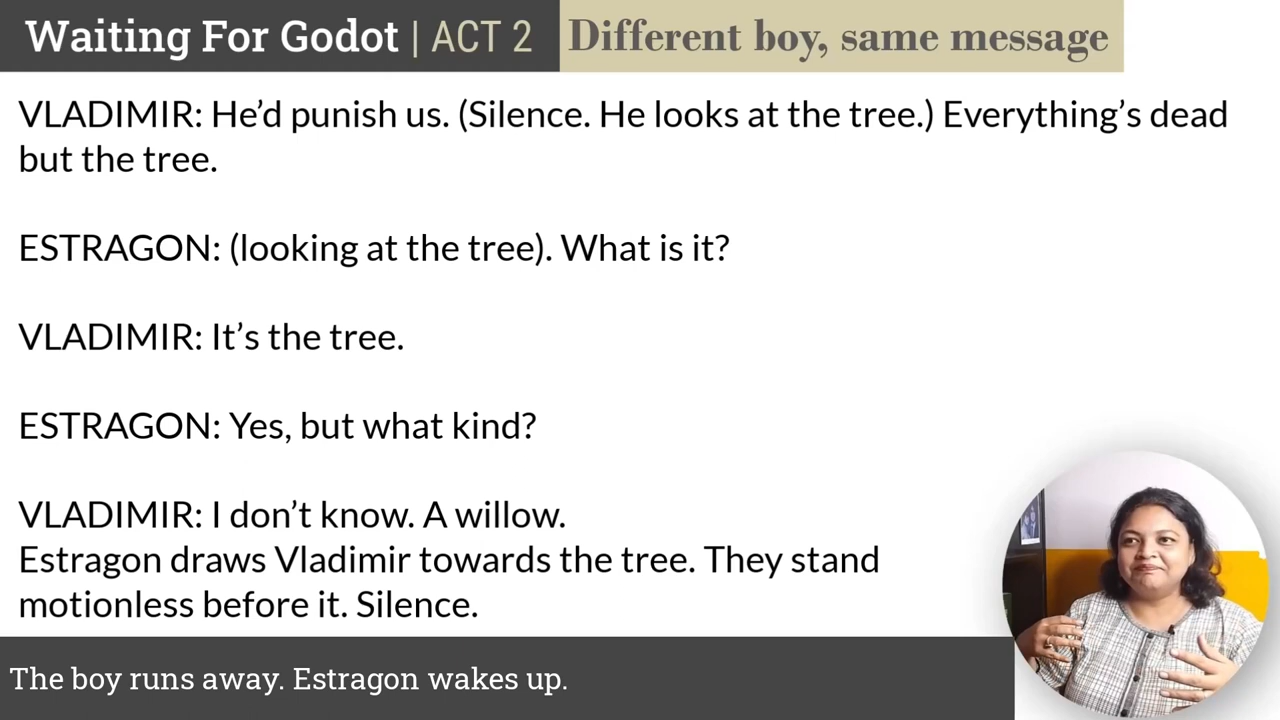 Waiting For Godot | ACT 2 Different boy, same message
VLADIMIR: He’d punish us. (Silence. He looks at the tree.) Everything’s dead
but the tree.
ESTRAGON: (looking at the tree). What is it?
VLADIMIR: It’s the tree.
ESTRAGON: Yes, but what kind?
VLADIMIR: I don’t know. A willow.
Estragon draws Vladimir towards the tree. They stand
motionless before it. Silence.
The boy runs away. Estragon wakes up.